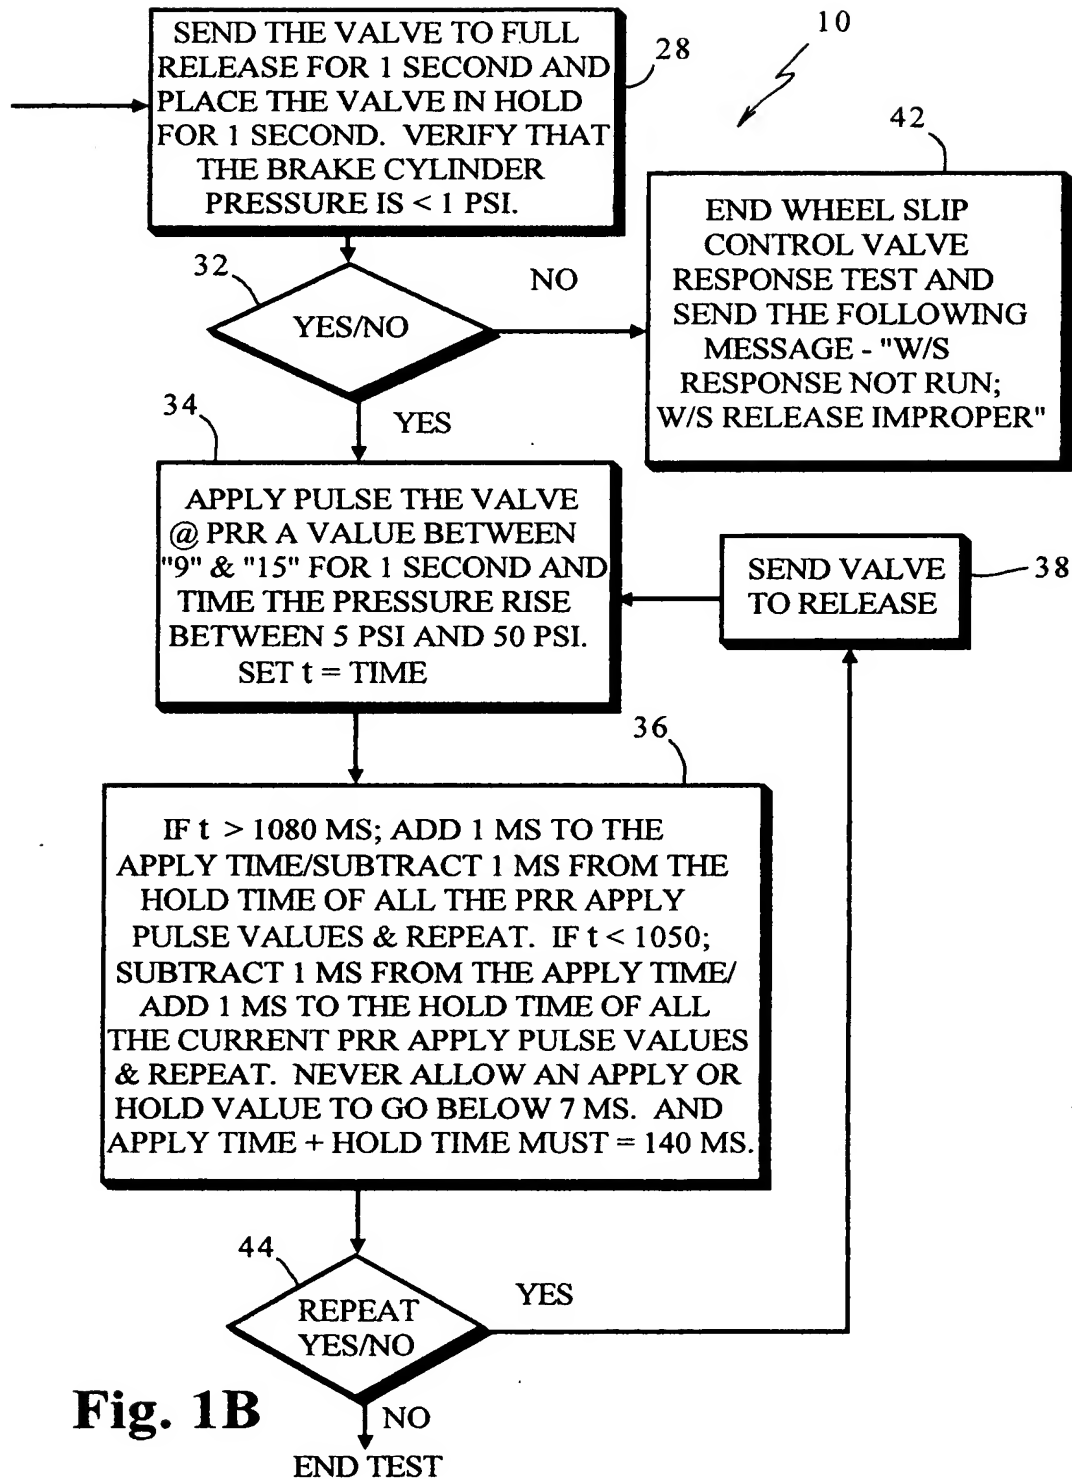 SEND THE VALVE TO FULL
RELEASE FOR 1 SECOND AND
PLACE THE VALVE IN HOLD
FOR 1 SECOND. VERIFY THAT
THE BRAKE CYLINDER
PRESSURE IS < 1 PSI.
28
10
42
END WHEEL SLIP
CONTROL VALVE
RESPONSE TEST AND
SEND THE FOLLOWING
MESSAGE - "W/S
RESPONSE NOT RUN;
W/S RELEASE IMPROPER"
32
YES/NO
NO
YES
34
APPLY PULSE THE VALVE
@ PRR A VALUE BETWEEN
"9" & "15" FOR 1 SECOND AND
TIME THE PRESSURE RISE
BETWEEN 5 PSI AND 50 PSI.
SET t = TIME
SEND VALVE
TO RELEASE
38
36
IF t > 1080 MS; ADD 1 MS TO THE
APPLY TIME/SUBTRACT 1 MS FROM THE
HOLD TIME OF ALL THE PRR APPLY
PULSE VALUES & REPEAT. IF t < 1050;
SUBTRACT 1 MS FROM THE APPLY TIME/
ADD 1 MS TO THE HOLD TIME OF ALL
THE CURRENT PRR APPLY PULSE VALUES
& REPEAT. NEVER ALLOW AN APPLY OR
HOLD VALUE TO GO BELOW 7 MS. AND
APPLY TIME + HOLD TIME MUST = 140 MS.
44
REPEAT
YES/NO
YES
NO
END TEST
Fig. 1B